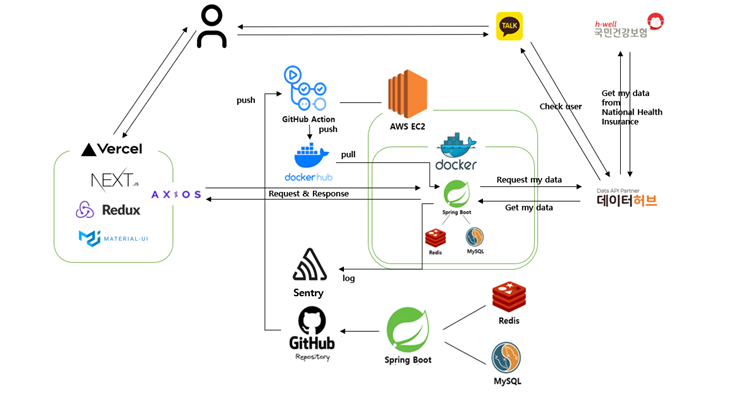 TALK
h-well
국민건강보험
push
GitHub Action
push
AWS EC2
Check user
Get my data
from
National Health
Insurance
Vercel
NEXT.JS
Redux
MATERIAL-UI
AXIOS
dockerhub
pull
docker
Request & Response
Spring Boot
Redis
MySQL
Request my data
Get my data
Data API Partner
데이터허브
Sentry
log
GitHub
Repository
Spring Boot
Redis
MySQL